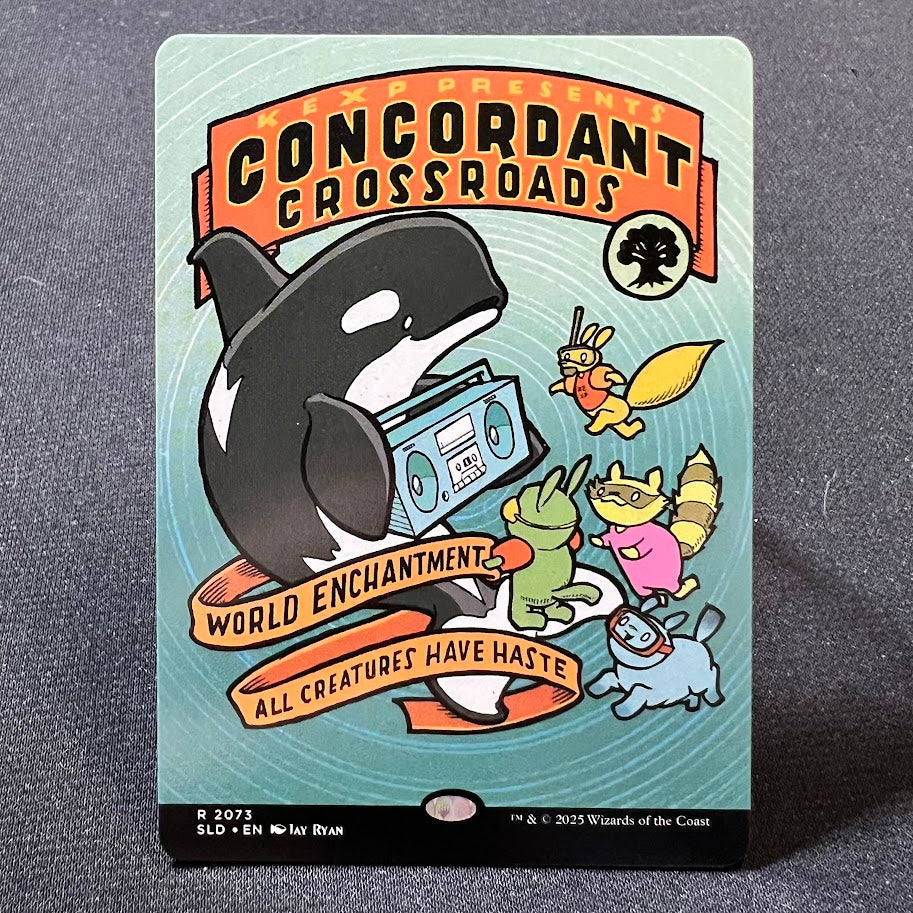 KEXP PRESENTS
CONCORDANT
CROSSROADS
WORLD ENCHANTMENT
ALL CREATURES HAVE HASTE
R 2073
SLD • EN JAY RYAN
™ & © 2025 Wizards of the Coast